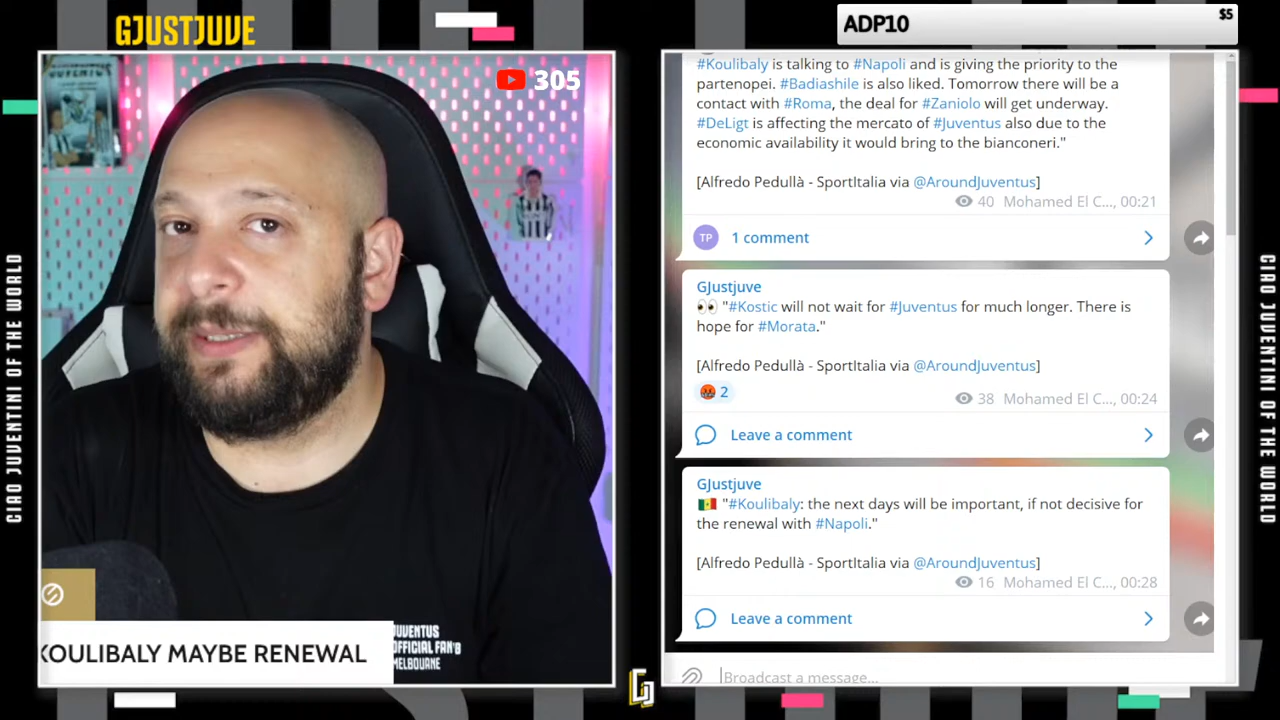 GJUSTJUVE
ADP10
$5
305
CIAO JUVENTINI OF THE WORLD
#Koulibaly is talking to #Napoli and is giving the priority to the
partenopei. #Badiashile is also liked. Tomorrow there will be a
contact with #Roma, the deal for #Zaniolo will get underway.
#DeLigt is affecting the mercato of #Juventus also due to the
economic availability it would bring to the bianconeri."
[Alfredo Pedullà - SportItalia via @AroundJuventus]
40 Mohamed El C..., 00:21
TP 1 comment
GJustjuve
👀 "#Kostic will not wait for #Juventus for much longer. There is
hope for #Morata."
[Alfredo Pedullà - SportItalia via @AroundJuventus]
😡 2
38 Mohamed El C..., 00:24
Leave a comment
GJustjuve
🇸🇳 "#Koulibaly: the next days will be important, if not decisive for
the renewal with #Napoli."
[Alfredo Pedullà - SportItalia via @AroundJuventus]
16 Mohamed El C..., 00:28
Leave a comment
Broadcast a message...
KOULIBALY MAYBE RENEWAL
JUVENTUS
OFFICIAL FAN'S
MELBOURNE
CIAO JUVENTINI OF THE WORLD